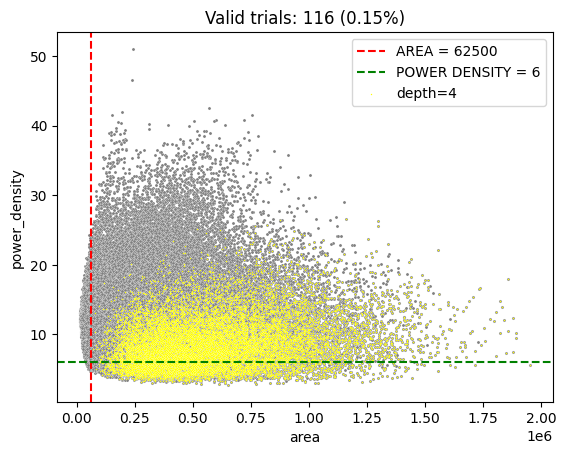 Valid trials: 116 (0.15%)
AREA = 62500
POWER DENSITY = 6
depth=4
power_density
50
40
30
20
10
0.00 0.25 0.50 0.75 1.00 1.25 1.50 1.75 2.00
1e6
area